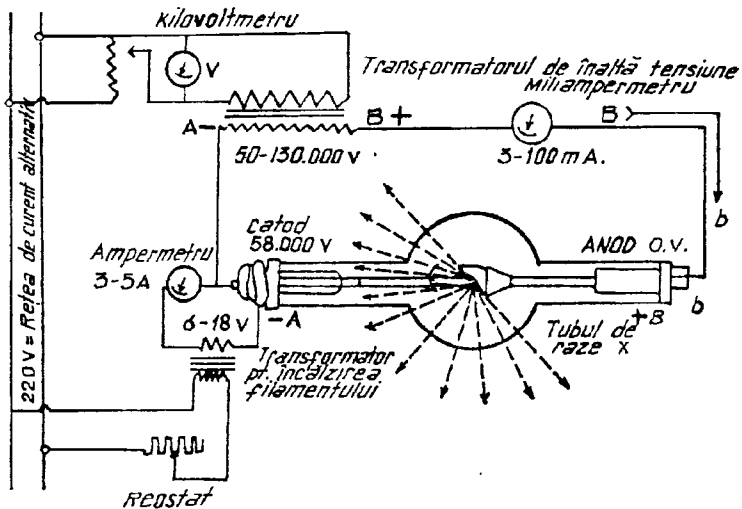 Kilovoltmetru
V
Transformatorul de înaltă tensiune
Miliampermetru
A-
B+
B
50-130.000 v
3-100 mA.
b
220 v = Rețea de curent alternativ
Catod
58.000 v
ANOD O.V.
Ampermetru
3-5A
-A
+B
b
6-18 v
Tubul de
raze x
Transformator
pt. încălzirea
filamentului
Reostat